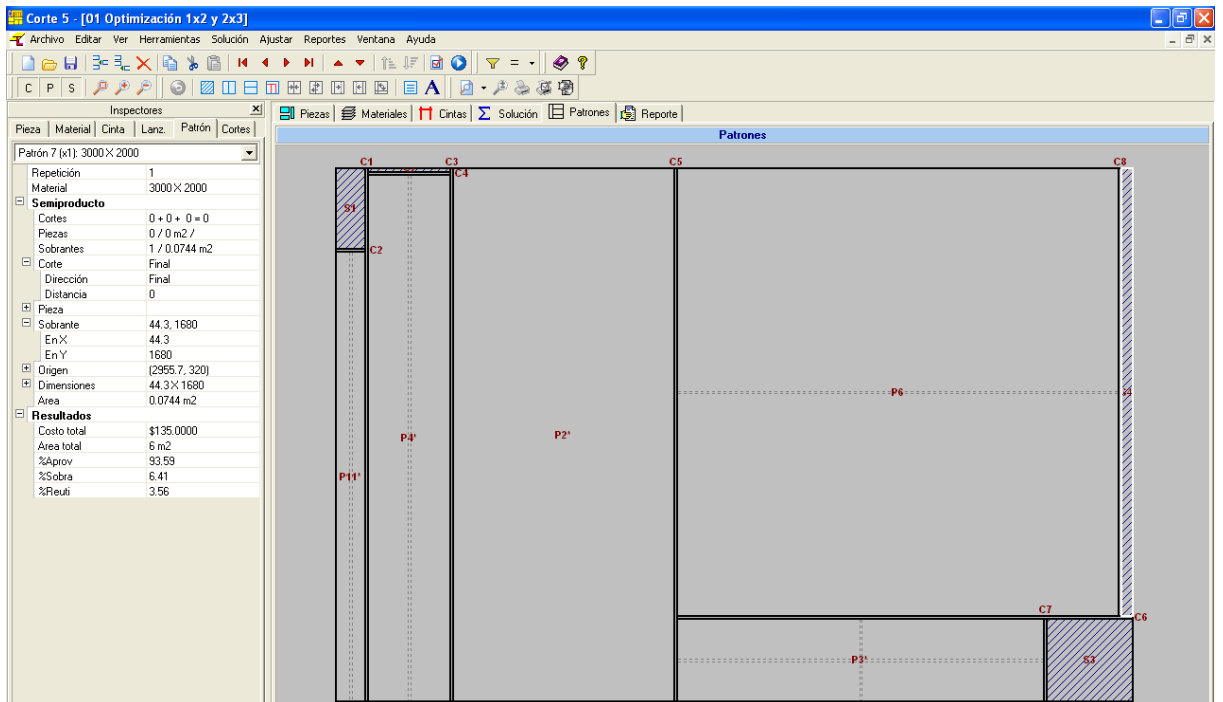 Corte 5 - [01 Optimización 1x2 y 2x3]
Archivo Editar Ver Herramientas Solución Ajustar Reportes Ventana Ayuda
C P S
A
Inspectores
Pieza Material Cinta Lanz. Patrón Cortes
Piezas Materiales Cintas Solución Patrones Reporte
Patrones
Patrón 7 (x1): 3000 X 2000
Repetición 1
Material 3000 X 2000
Semiproducto
Cortes 0 + 0 + 0 = 0
Piezas 0 / 0 m2 /
Sobrantes 1 / 0.0744 m2
Corte Final
Dirección Final
Distancia 0
Pieza
Sobrante 44.3, 1680
En X 44.3
En Y 1680
Origen (2955.7, 320)
Dimensiones 44.3 X 1680
Area 0.0744 m2
Resultados
Costo total $135.0000
Area total 6 m2
%Aprov 93.59
%Sobra 6.41
%Reuti 3.56
C1 C3 C5 C8
C4
S1
C2
P6
P4'
P2'
P11'
C7
C6
P3'
S3